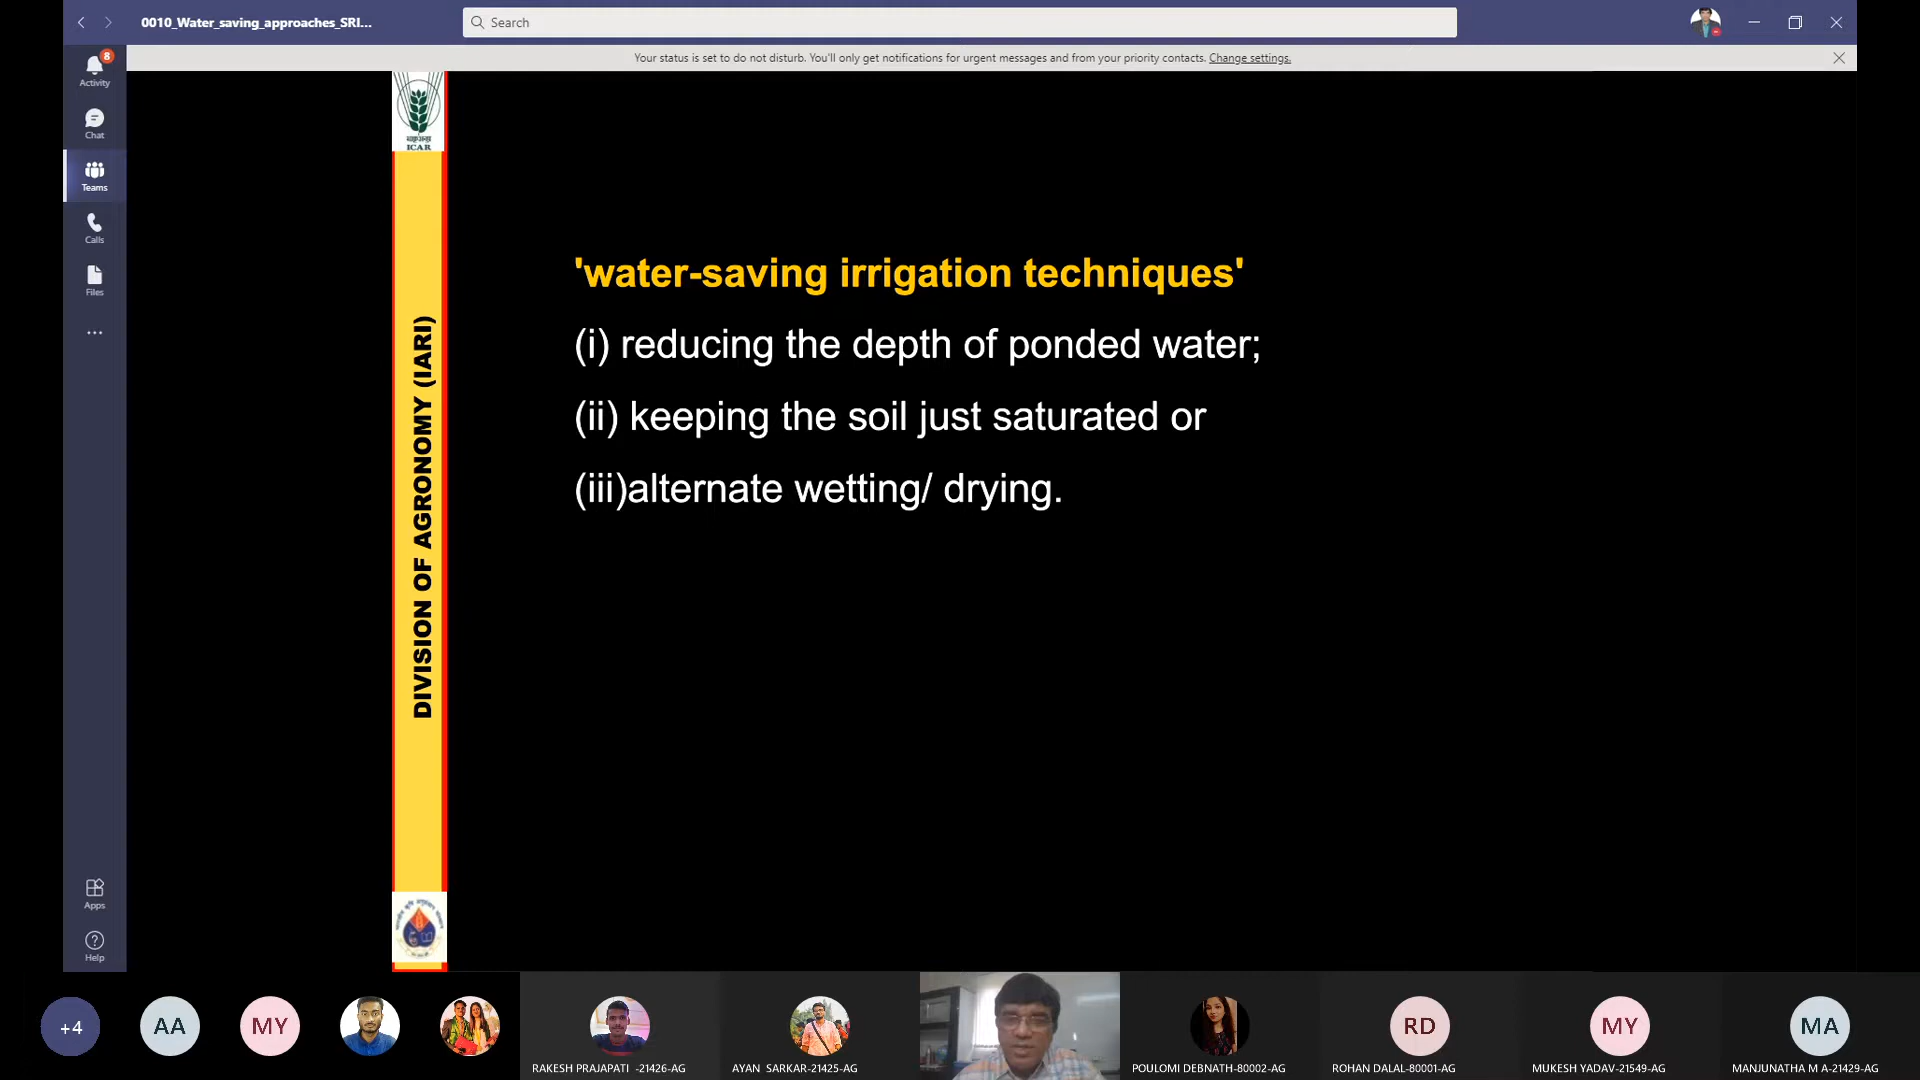 0010_Water_saving_approaches_SRI...
Search
Your status is set to do not disturb. You'll only get notifications for urgent messages and from your priority contacts. Change settings.
8
Activity
Chat
Teams
Calls
Files
Apps
Help
ICAR
DIVISION OF AGRONOMY (IARI)
'water-saving irrigation techniques'
(i) reducing the depth of ponded water;
(ii) keeping the soil just saturated or
(iii)alternate wetting/ drying.
+4
AA
MY
RD
MY
MA
RAKESH PRAJAPATI -21426-AG
AYAN SARKAR-21425-AG
POULOMI DEBNATH-80002-AG
ROHAN DALAL-80001-AG
MUKESH YADAV-21549-AG
MANJUNATHA M A-21429-AG